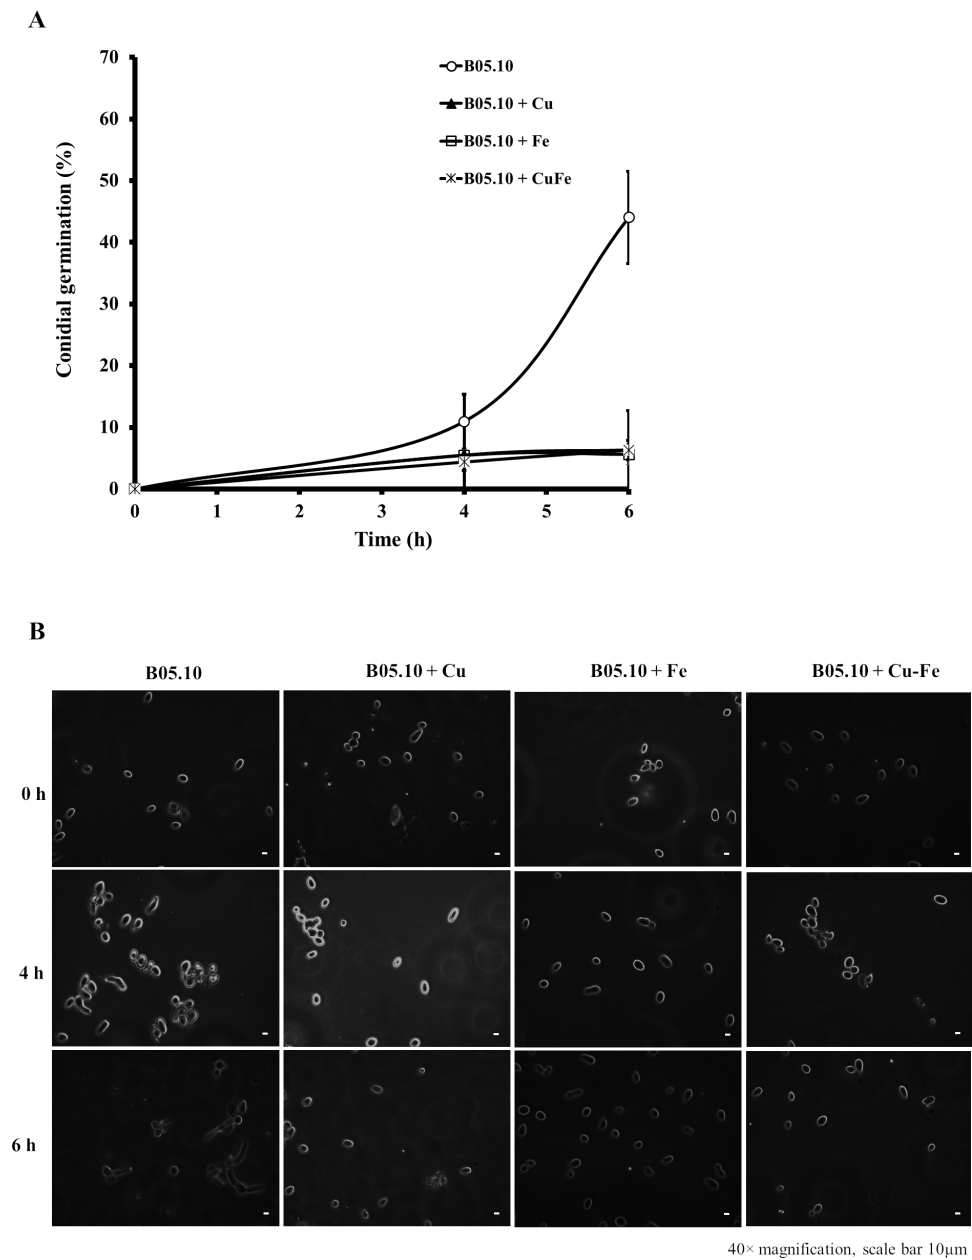 A
70
60
50
40
30
20
10
0
Conidial germination (%)
B05.10
B05.10 + Cu
B05.10 + Fe
B05.10 + CuFe
0 1 2 3 4 5 6
Time (h)
B
B05.10 B05.10 + Cu B05.10 + Fe B05.10 + Cu-Fe
0 h
4 h
6 h
40× magnification, scale bar 10µm